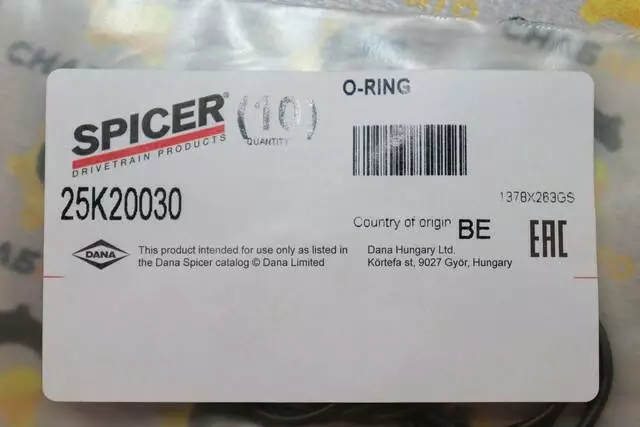 O-RING
SPICER®
DRIVETRAIN PRODUCTS
(10)
QUANTITY
25K20030
1378X263GS
Country of origin BE
EAC
DANA
This product intended for use only as listed in
the Dana Spicer catalog © Dana Limited
Dana Hungary Ltd.
Körtefa st, 9027 Györ, Hungary